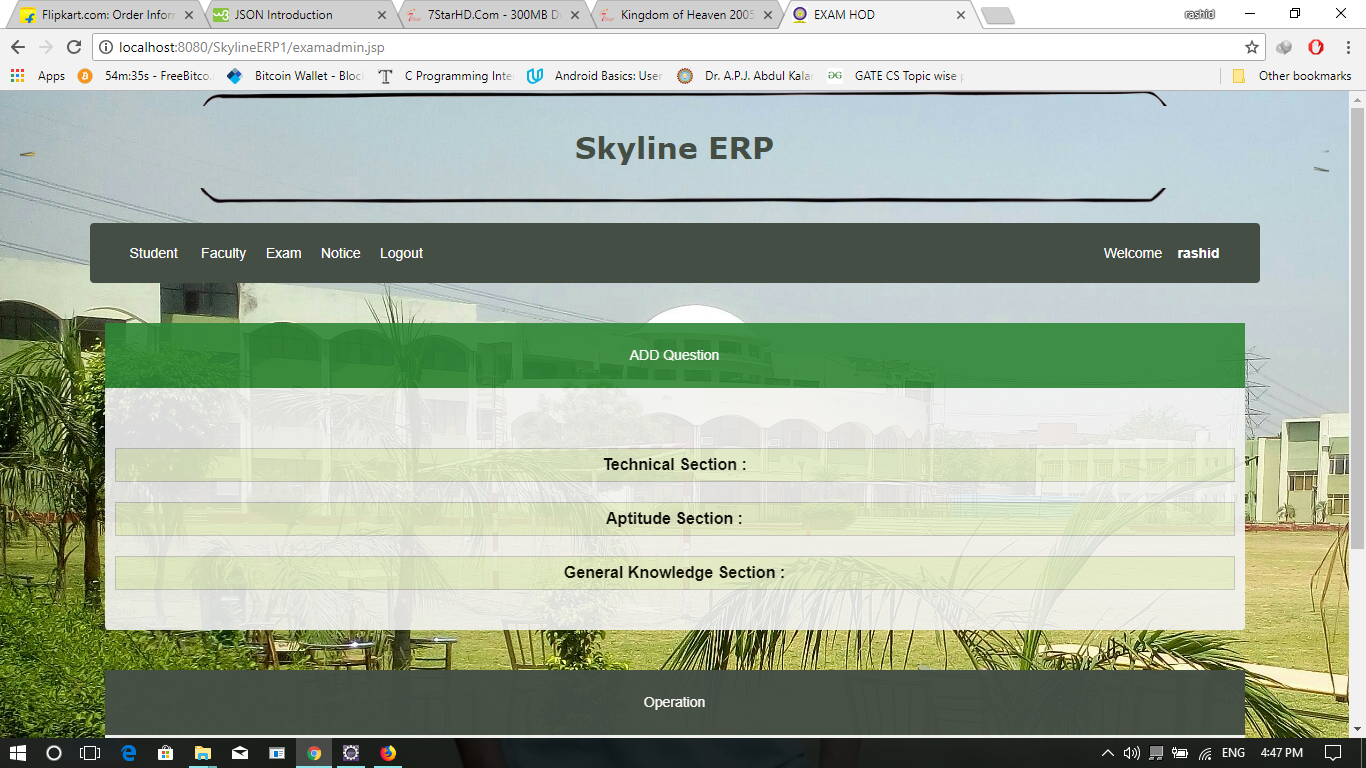 Flipkart.com: Order Inform
JSON Introduction
7StarHD.Com - 300MB D
Kingdom of Heaven 2005
EXAM HOD
rashid
localhost:8080/SkylineERP1/examadmin.jsp
Apps
54m:35s - FreeBitco.
Bitcoin Wallet - Bloc
C Programming Inte
Android Basics: User
Dr. A.P.J. Abdul Kala
GATE CS Topic wise p
Other bookmarks
Skyline ERP
Student Faculty Exam Notice Logout Welcome rashid
ADD Question
Technical Section :
Aptitude Section :
General Knowledge Section :
Operation
ENG 4:47 PM